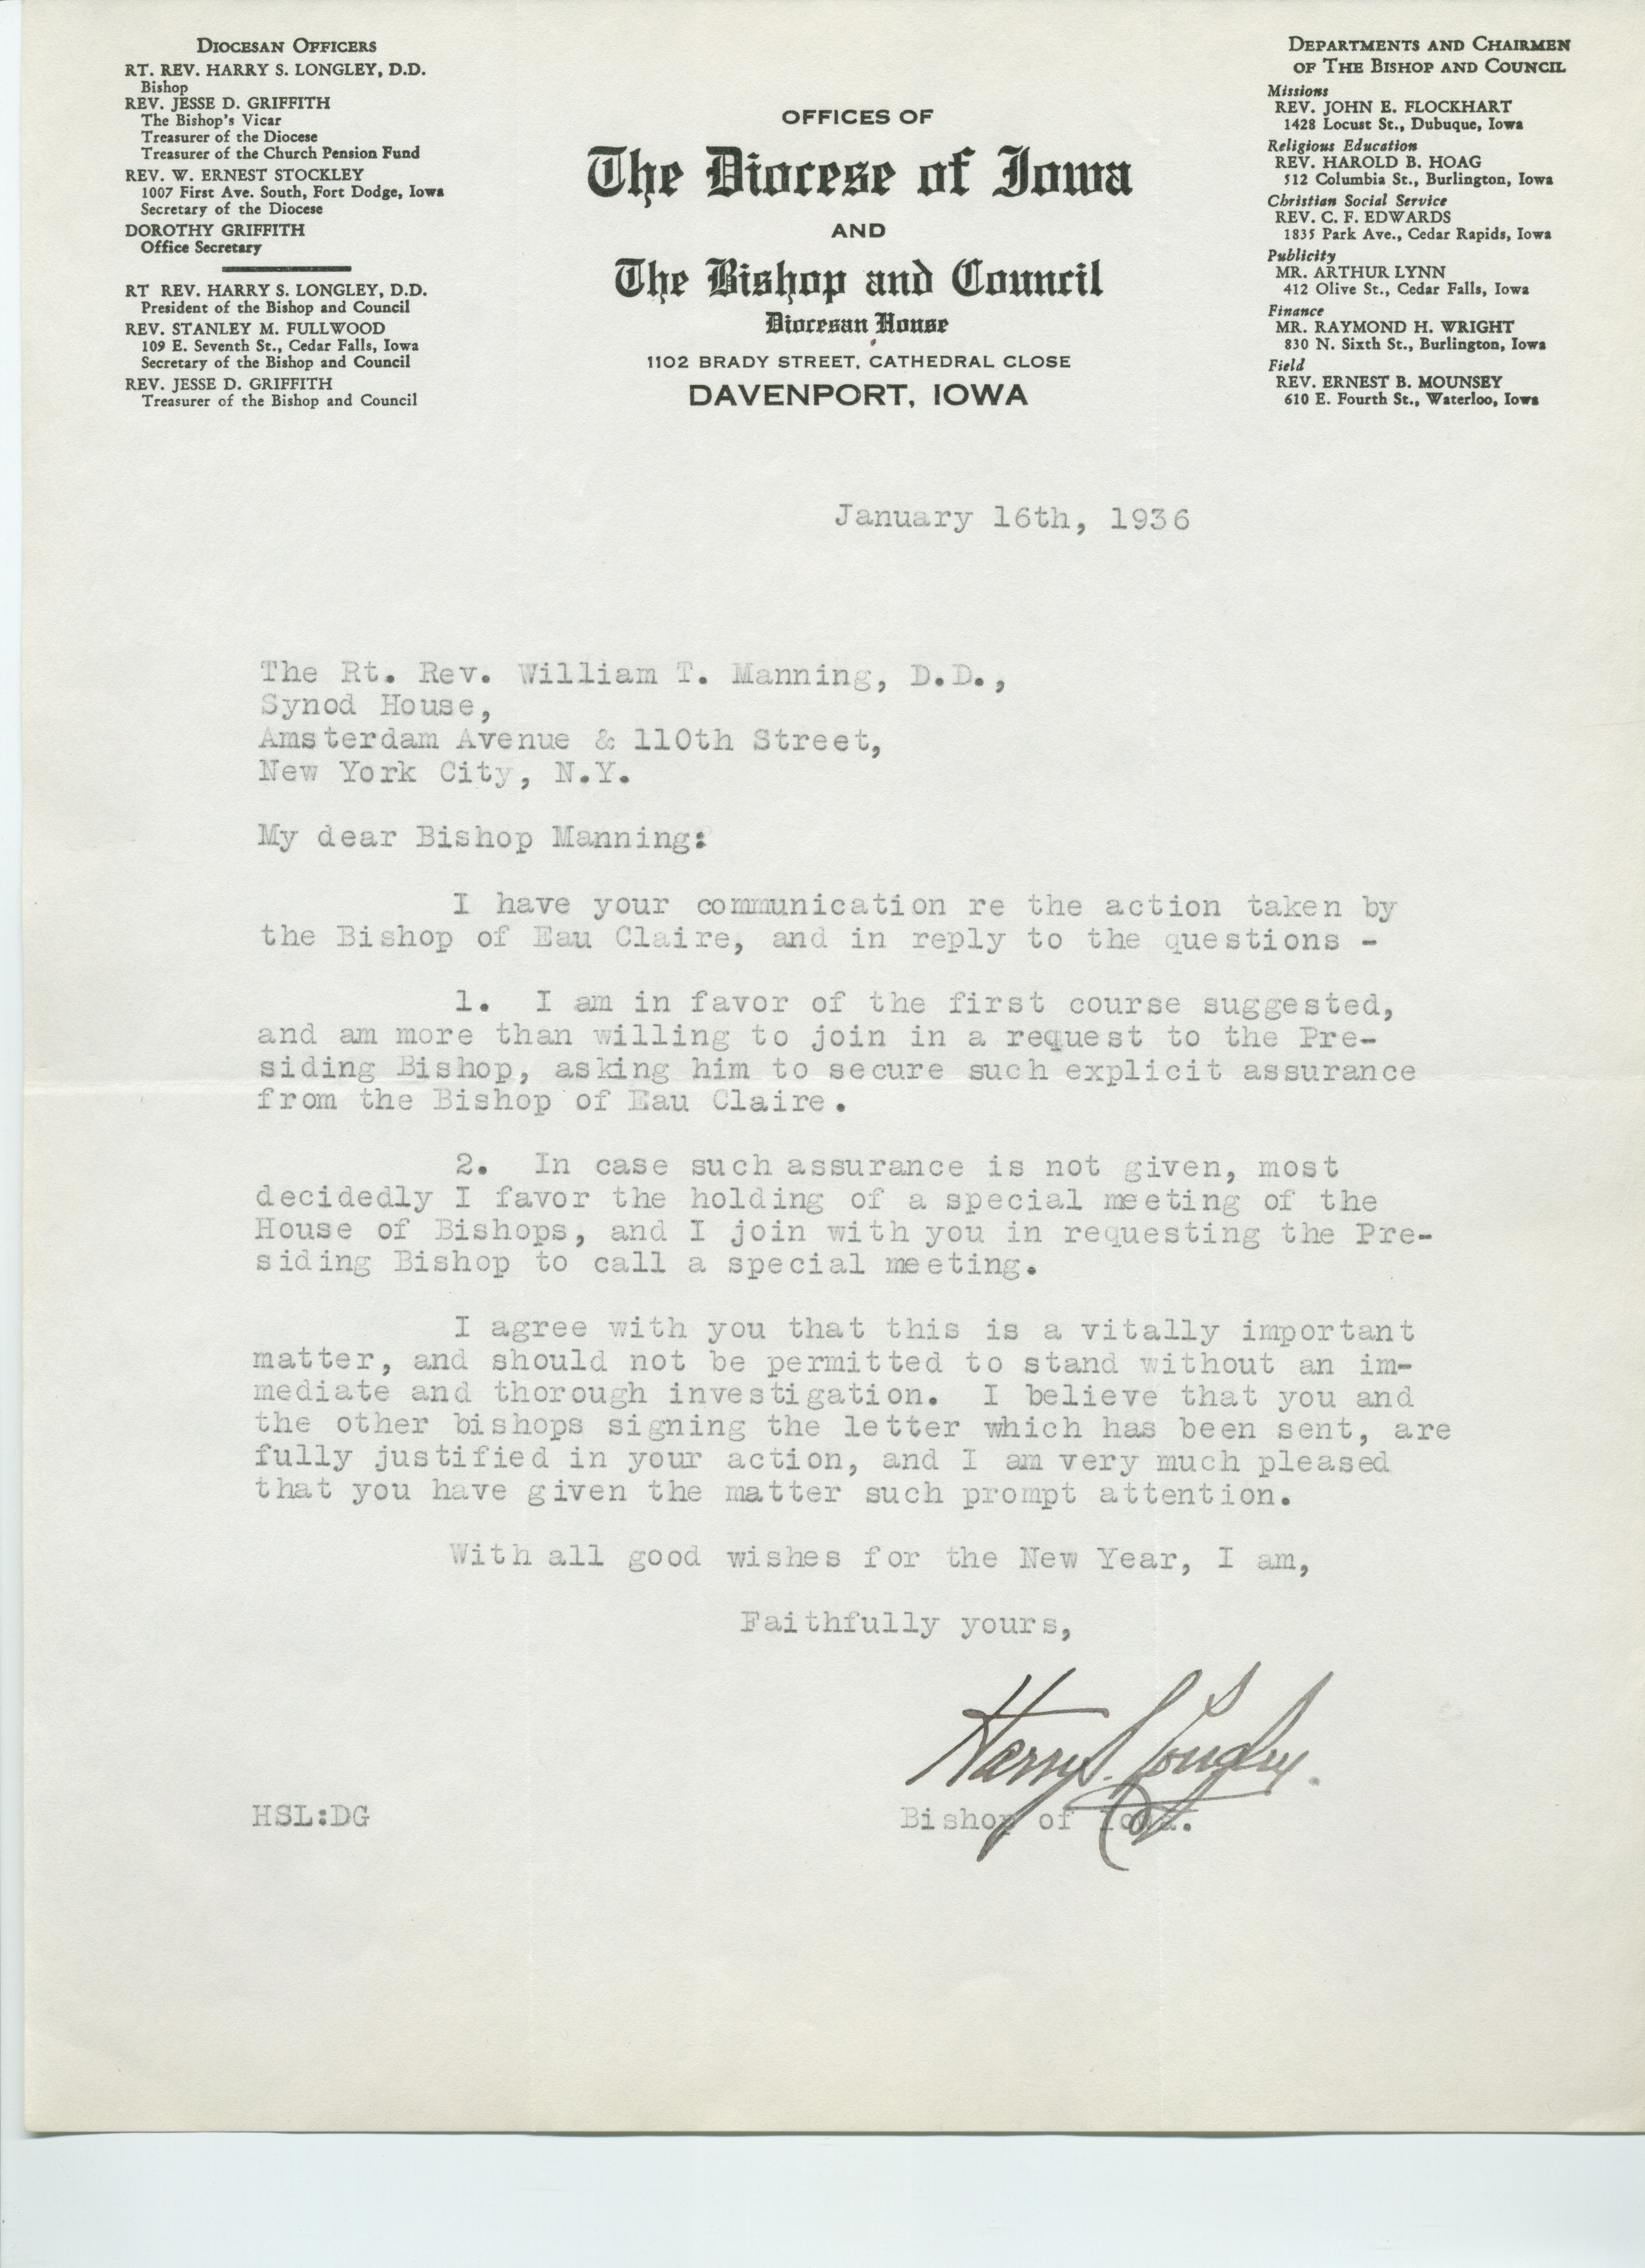 DIOCESAN OFFICERS
RT. REV. HARRY S. LONGLEY, D.D.
Bishop
REV. JESSE D. GRIFFITH
The Bishop's Vicar
Treasurer of the Diocese
Treasurer of the Church Pension Fund
REV. W. ERNEST STOCKLEY
1007 First Ave. South, Fort Dodge, Iowa
Secretary of the Diocese
DOROTHY GRIFFITH
Office Secretary
RT REV. HARRY S. LONGLEY, D.D.
President of the Bishop and Council
REV. STANLEY M. FULLWOOD
109 E. Seventh St., Cedar Falls, Iowa
Secretary of the Bishop and Council
REV. JESSE D. GRIFFITH
Treasurer of the Bishop and Council
OFFICES OF
The Diocese of Iowa
AND
The Bishop and Council
Diocesan House
1102 BRADY STREET, CATHEDRAL CLOSE
DAVENPORT, IOWA
DEPARTMENTS AND CHAIRMEN
OF THE BISHOP AND COUNCIL
Missions
REV. JOHN E. FLOCKHART
1428 Locust St., Dubuque, Iowa
Religious Education
REV. HAROLD B. HOAG
512 Columbia St., Burlington, Iowa
Christian Social Service
REV. C. F. EDWARDS
1835 Park Ave., Cedar Rapids, Iowa
Publicity
MR. ARTHUR LYNN
412 Olive St., Cedar Falls, Iowa
Finance
MR. RAYMOND H. WRIGHT
830 N. Sixth St., Burlington, Iowa
Field
REV. ERNEST B. MOUNSEY
610 E. Fourth St., Waterloo, Iowa
January 16th, 1936
The Rt. Rev. William T. Manning, D.D.,
Synod House,
Amsterdam Avenue & 110th Street,
New York City, N.Y.
My dear Bishop Manning:
I have your communication re the action taken by
the Bishop of Eau Claire, and in reply to the questions -
1. I am in favor of the first course suggested,
and am more than willing to join in a request to the Pre-
siding Bishop, asking him to secure such explicit assurance
from the Bishop of Eau Claire.
2. In case such assurance is not given, most
decidedly I favor the holding of a special meeting of the
House of Bishops, and I join with you in requesting the Pre-
siding Bishop to call a special meeting.
I agree with you that this is a vitally important
matter, and should not be permitted to stand without an im-
mediate and thorough investigation. I believe that you and
the other bishops signing the letter which has been sent, are
fully justified in your action, and I am very much pleased
that you have given the matter such prompt attention.
With all good wishes for the New Year, I am,
Faithfully yours,
Harry S. Longley.
HSL:DG
Bishop of Iowa.